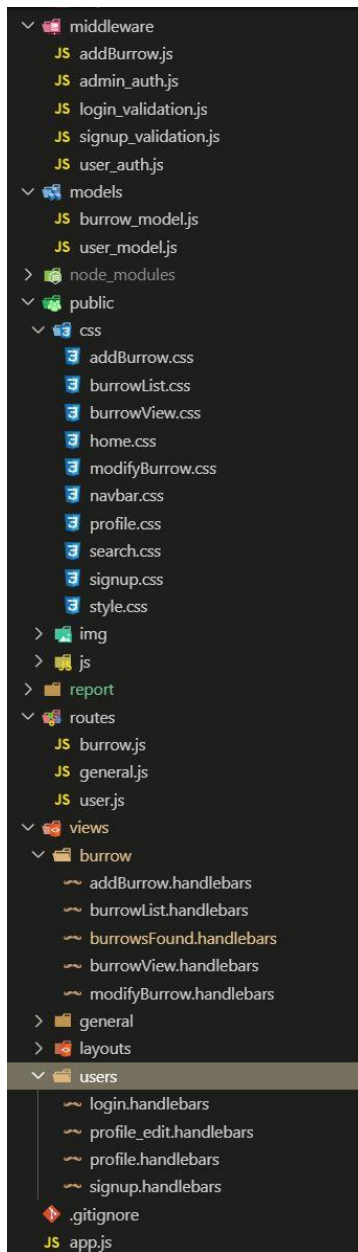 middleware
JS addBurrow.js
JS admin_auth.js
JS login_validation.js
JS signup_validation.js
JS user_auth.js
models
JS burrow_model.js
JS user_model.js
node_modules
public
css
addBurrow.css
burrowList.css
burrowView.css
home.css
modifyBurrow.css
navbar.css
profile.css
search.css
signup.css
style.css
img
js
report
routes
JS burrow.js
JS general.js
JS user.js
views
burrow
addBurrow.handlebars
burrowList.handlebars
burrowsFound.handlebars
burrowView.handlebars
modifyBurrow.handlebars
general
layouts
users
login.handlebars
profile_edit.handlebars
profile.handlebars
signup.handlebars
.gitignore
JS app.js